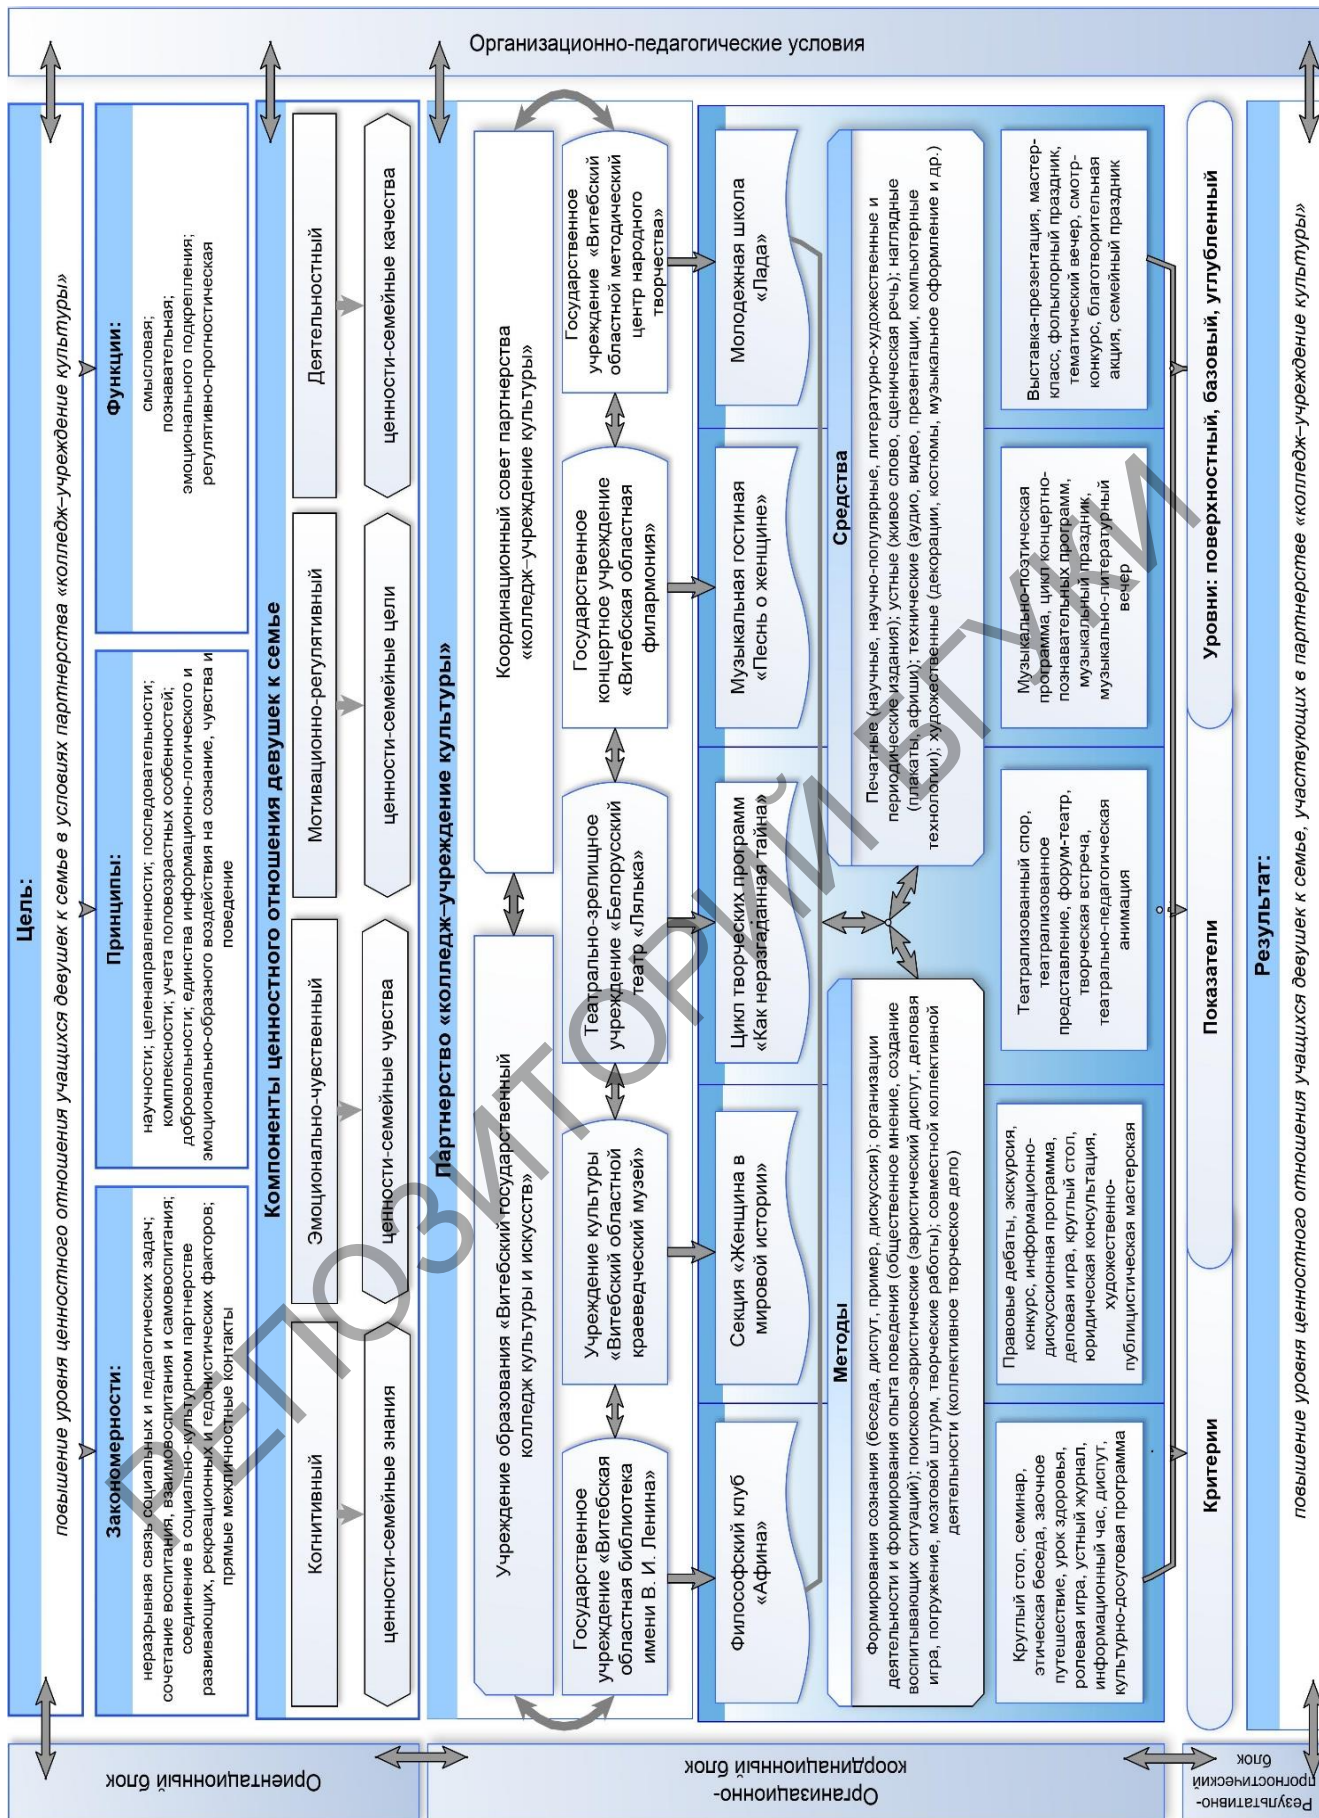 Организационно-педагогические условия
Ориентационный блок
Цель:
повышение уровня ценностного отношения учащихся девушек к семье в условиях партнерства «колледж–учреждение культуры»
Закономерности:
неразрывная связь социальных и педагогических задач;
сочетание воспитания, взаимовоспитания и самовоспитания;
соединение в социально-культурном партнерстве
развивающих, рекреационных и гедонистических факторов;
прямые межличностные контакты
Принципы:
научности; целенаправленности; последовательности;
комплексности; учета половозрастных особенностей;
добровольности; единства информационно-логического и
эмоционально-образного воздействия на сознание, чувства и
поведение
Функции:
смысловая;
познавательная;
эмоционального подкрепления;
регулятивно-прогностическая
Компоненты ценностного отношения девушек к семье
Когнитивный
Эмоционально-чувственный
Мотивационно-регулятивный
Деятельностный
ценности-семейные знания
ценности-семейные чувства
ценности-семейные цели
ценности-семейные качества
Организационно-
координационный блок
Партнерство «колледж–учреждение культуры»
Учреждение образования «Витебский государственный
колледж культуры и искусств»
Координационный совет партнерства
«колледж–учреждение культуры»
Государственное
учреждение «Витебская
областная библиотека
имени В. И. Ленина»
Учреждение культуры
«Витебский областной
краеведческий музей»
Театрально-зрелищное
учреждение «Белорусский
театр «Лялька»
Государственное
концертное учреждение
«Витебская областная
филармония»
Государственное
учреждение «Витебский
областной методический
центр народного
творчества»
Философский клуб
«Афина»
Секция «Женщина в
мировой истории»
Цикл творческих программ
«Как неразгаданная тайна»
Музыкальная гостиная
«Песнь о женщине»
Молодежная школа
«Лада»
Методы
Формирования сознания (беседа, диспут, пример, дискуссия); организации
деятельности и формирования опыта поведения (общественное мнение, создание
воспитывающих ситуаций); поисково-эвристические (эвристический диспут, деловая
игра, погружение, мозговой штурм, творческие работы); совместной коллективной
деятельности (коллективное творческое дело)
Средства
Печатные (научные, научно-популярные, литературно-художественные и
периодические издания); устные (живое слово, сценическая речь); наглядные
(плакаты, афиши); технические (аудио, видео, презентации, компьютерные
технологии); художественные (декорации, костюмы, музыкальное оформление и др.)
Круглый стол, семинар,
этическая беседа, заочное
путешествие, урок здоровья,
ролевая игра, устный журнал,
информационный час, диспут,
культурно-досуговая программа
Правовые дебаты, экскурсия,
конкурс, информационно-
дискуссионная программа,
деловая игра, круглый стол,
юридическая консультация,
художественно-
публицистическая мастерская
Театрализованный спор,
театрализованное
представление, форум-театр,
творческая встреча,
театрально-педагогическая
анимация
Музыкально-поэтическая
программа, цикл концертно-
познавательных программ,
музыкальный праздник,
музыкально-литературный
вечер
Выставка-презентация, мастер-
класс, фольклорный праздник,
тематический вечер, смотр-
конкурс, благотворительная
акция, семейный праздник
Результативно-
прогностический
блок
Критерии
Показатели
Уровни: поверхностный, базовый, углубленный
Результат:
повышение уровня ценностного отношения учащихся девушек к семье, участвующих в партнерстве «колледж–учреждение культуры»
РЕПОЗИТОРИЙ БГУКИ